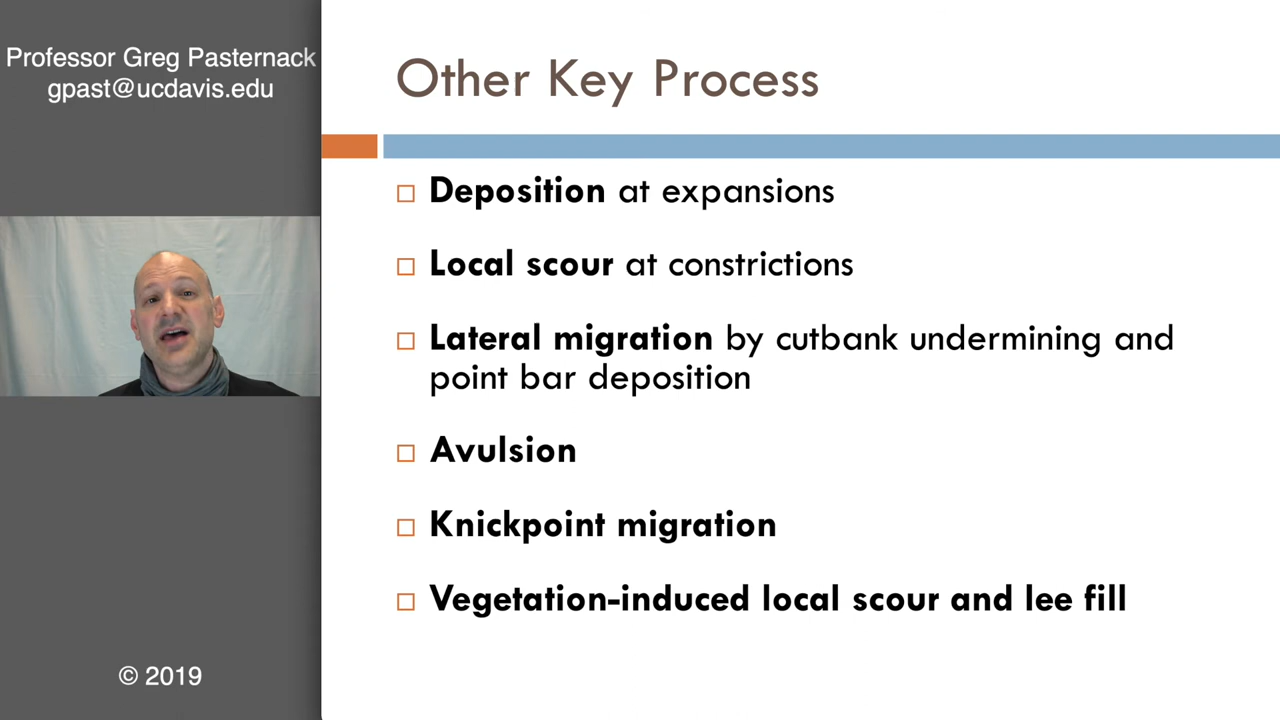 Professor Greg Pasternack
gpast@ucdavis.edu
Other Key Process
Deposition at expansions
Local scour at constrictions
Lateral migration by cutbank undermining and
point bar deposition
Avulsion
Knickpoint migration
Vegetation-induced local scour and lee fill
© 2019